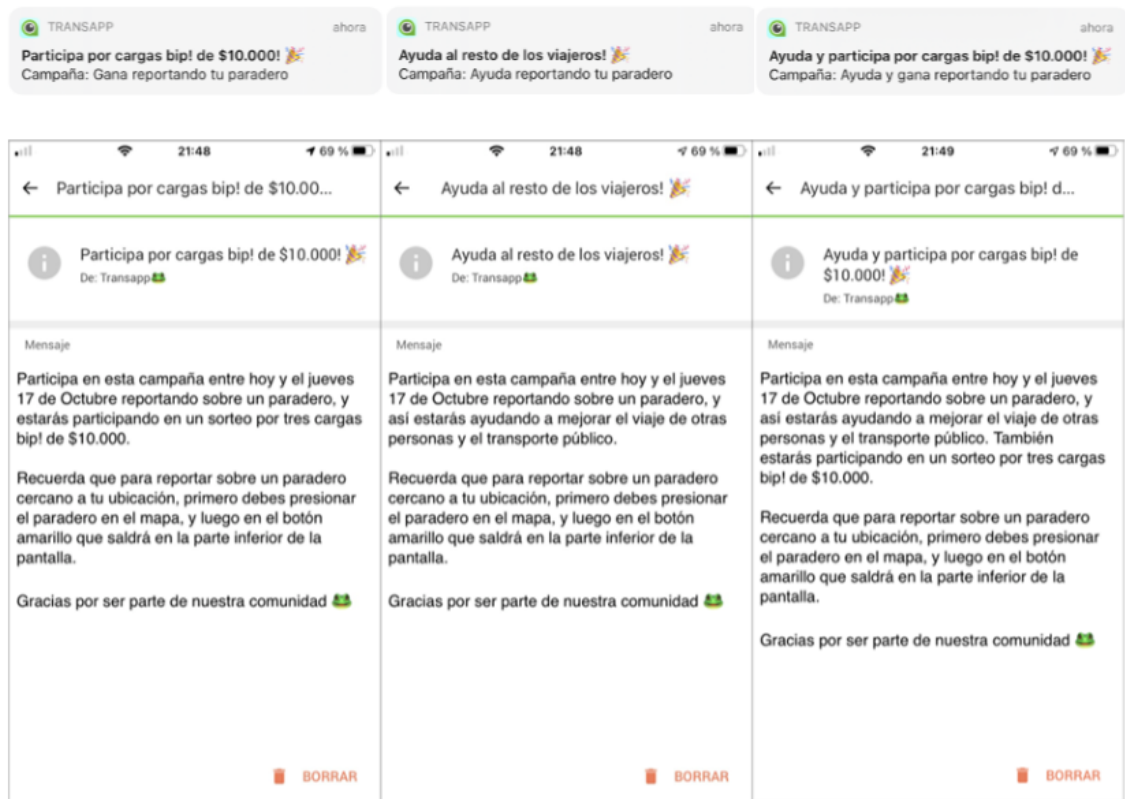 TRANSAPP ahora
Participa por cargas bip! de $10.000! 🎉
Campaña: Gana reportando tu paradero
TRANSAPP ahora
Ayuda al resto de los viajeros! 🎉
Campaña: Ayuda reportando tu paradero
TRANSAPP ahora
Ayuda y participa por cargas bip! de $10.000! 🎉
Campaña: Ayuda y gana reportando tu paradero
21:48 69 %
← Participa por cargas bip! de $10.00...
Participa por cargas bip! de $10.000! 🎉
De: Transapp🐸
Mensaje
Participa en esta campaña entre hoy y el jueves
17 de Octubre reportando sobre un paradero, y
estarás participando en un sorteo por tres cargas
bip! de $10.000.
Recuerda que para reportar sobre un paradero
cercano a tu ubicación, primero debes presionar
el paradero en el mapa, y luego en el botón
amarillo que saldrá en la parte inferior de la
pantalla.
Gracias por ser parte de nuestra comunidad 🐸
BORRAR
21:48 69 %
← Ayuda al resto de los viajeros! 🎉
Ayuda al resto de los viajeros! 🎉
De: Transapp🐸
Mensaje
Participa en esta campaña entre hoy y el jueves
17 de Octubre reportando sobre un paradero, y
así estarás ayudando a mejorar el viaje de otras
personas y el transporte público.
Recuerda que para reportar sobre un paradero
cercano a tu ubicación, primero debes presionar
el paradero en el mapa, y luego en el botón
amarillo que saldrá en la parte inferior de la
pantalla.
Gracias por ser parte de nuestra comunidad 🐸
BORRAR
21:49 69 %
← Ayuda y participa por cargas bip! d...
Ayuda y participa por cargas bip! de
$10.000! 🎉
De: Transapp🐸
Mensaje
Participa en esta campaña entre hoy y el jueves
17 de Octubre reportando sobre un paradero, y
así estarás ayudando a mejorar el viaje de otras
personas y el transporte público. También
estarás participando en un sorteo por tres cargas
bip! de $10.000.
Recuerda que para reportar sobre un paradero
cercano a tu ubicación, primero debes presionar
el paradero en el mapa, y luego en el botón
amarillo que saldrá en la parte inferior de la
pantalla.
Gracias por ser parte de nuestra comunidad 🐸
BORRAR